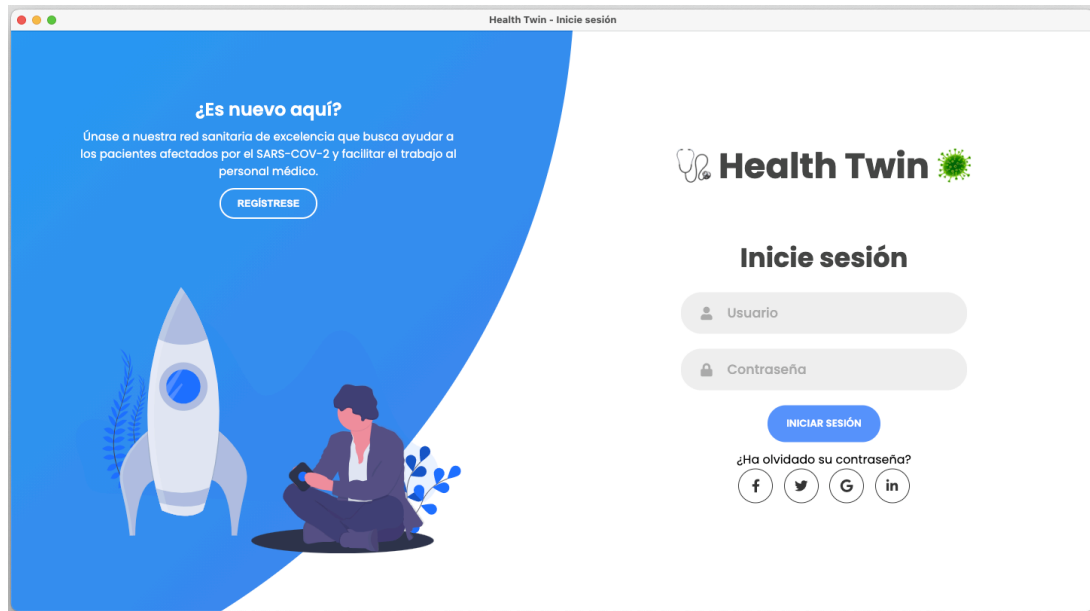 Health Twin - Inicie sesión
¿Es nuevo aquí?
Únase a nuestra red sanitaria de excelencia que busca ayudar a
los pacientes afectados por el SARS-COV-2 y facilitar el trabajo al
personal médico.
REGÍSTRESE
Health Twin
Inicie sesión
Usuario
Contraseña
INICIAR SESIÓN
¿Ha olvidado su contraseña?